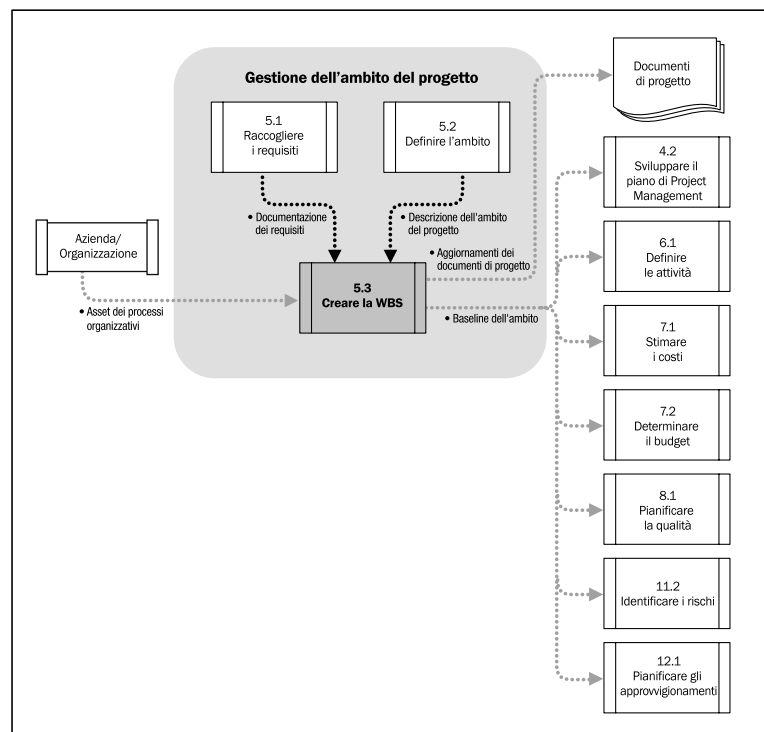 Gestione dell'ambito del progetto
5.1
Raccogliere
i requisiti
5.2
Definire l'ambito
• Documentazione
dei requisiti
• Descrizione dell'ambito
del progetto
Azienda/
Organizzazione
• Asset dei processi
organizzativi
5.3
Creare la WBS
• Aggiornamenti dei
documenti di progetto
• Baseline dell'ambito
Documenti
di progetto
4.2
Sviluppare il
piano di Project
Management
6.1
Definire
le attività
7.1
Stimare
i costi
7.2
Determinare
il budget
8.1
Pianificare
la qualità
11.2
Identificare i rischi
12.1
Pianificare gli
approvvigionamenti